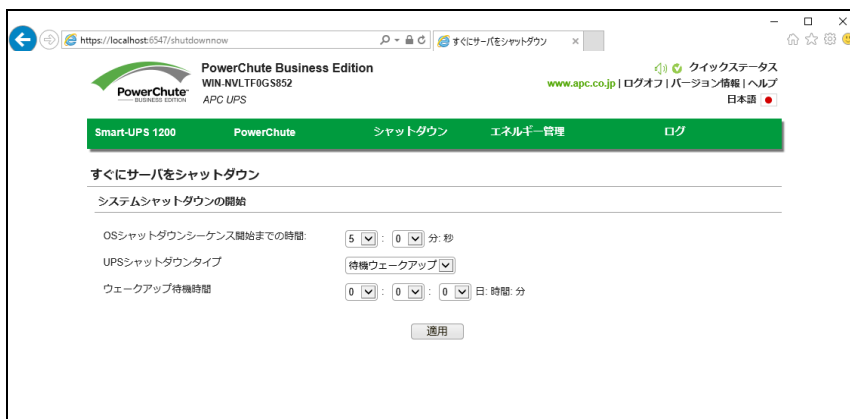 https://localhost:6547/shutdownnow
すぐにサーバをシャットダウン
PowerChute Business Edition
クイックステータス
WIN-NVLTF0GS852
www.apc.co.jp | ログオフ | バージョン情報 | ヘルプ
PowerChute
BUSINESS EDITION
APC UPS
日本語
Smart-UPS 1200 PowerChute シャットダウン エネルギー管理 ログ
すぐにサーバをシャットダウン
システムシャットダウンの開始
OSシャットダウンシーケンス開始までの時間: 5 : 0 分: 秒
UPSシャットダウンタイプ 待機ウェークアップ
ウェークアップ待機時間 0 : 0 : 0 日: 時間: 分
適用